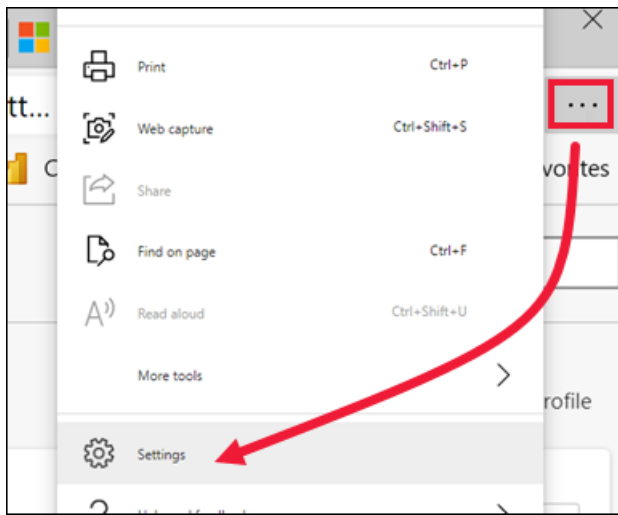 Print Ctrl+P
tt...
Web capture Ctrl+Shift+S
C
vorites
Share
Find on page Ctrl+F
Read aloud Ctrl+Shift+U
More tools
rofile
Settings